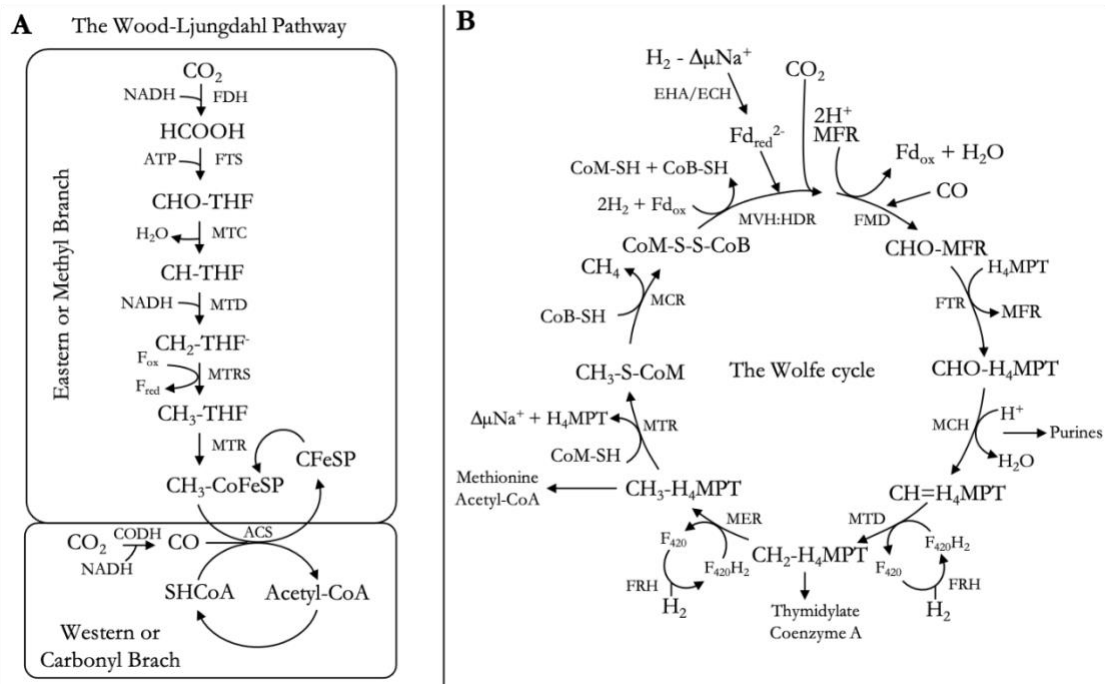 A
The Wood-Ljungdahl Pathway
Eastern or Methyl Branch
CO₂
NADH
FDH
HCOOH
ATP
FTS
CHO-THF
H₂O
MTC
CH-THF
NADH
MTD
CH₂-THF⁻
Fₒₓ
MTRS
F_red
CH₃-THF
MTR
CFeSP
CH₃-CoFeSP
CO₂
CODH
CO
ACS
NADH
SHCoA
Acetyl-CoA
Western or
Carbonyl Brach
B
The Wolfe cycle
H₂ - ΔμNa⁺
EHA/ECH
Fd_red²⁻
CO₂
2H⁺
MFR
Fdₒₓ + H₂O
CO
FMD
CHO-MFR
H₄MPT
FTR
MFR
CHO-H₄MPT
H⁺
MCH
Purines
H₂O
CH=H₄MPT
MTD
F₄₂₀H₂
F₄₂₀
FRH
H₂
CH₂-H₄MPT
Thymidylate
Coenzyme A
MER
F₄₂₀
F₄₂₀H₂
FRH
H₂
CH₃-H₄MPT
Methionine
Acetyl-CoA
ΔμNa⁺ + H₄MPT
MTR
CoM-SH
CH₃-S-CoM
CH₄
MCR
CoB-SH
CoM-S-S-CoB
CoM-SH + CoB-SH
2H₂ + Fdₒₓ
MVH:HDR